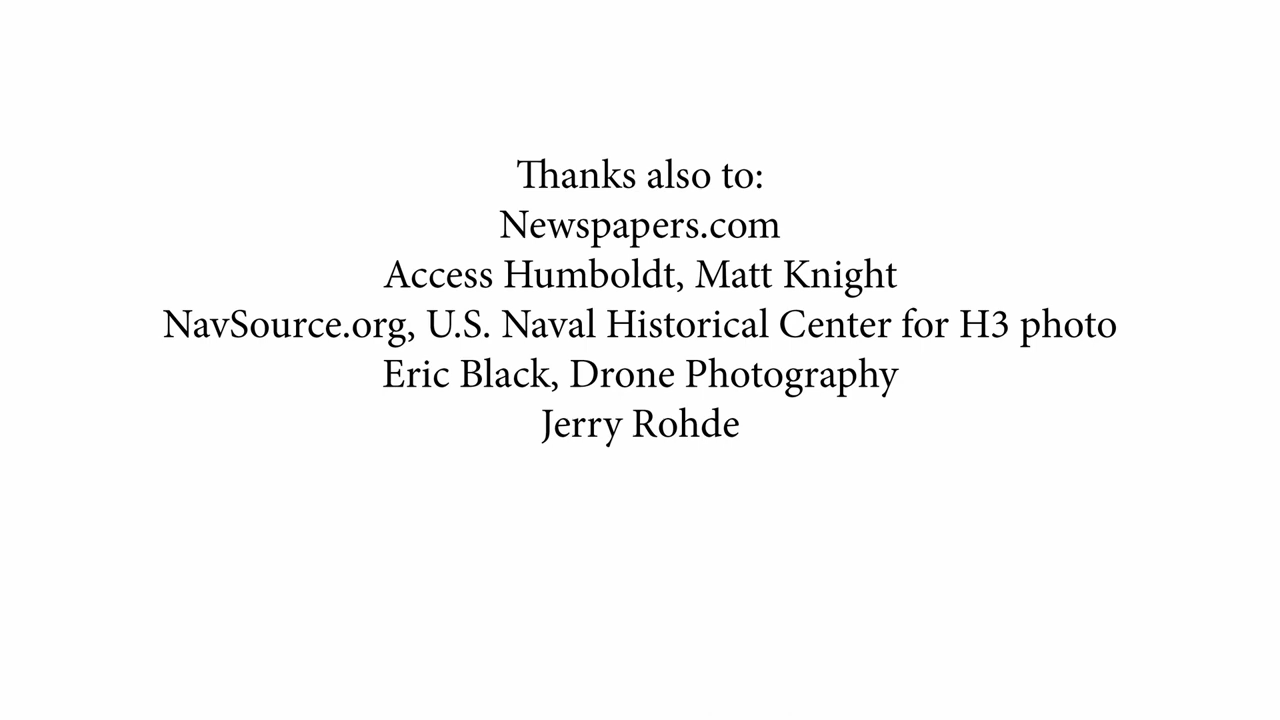 Thanks also to:
Newspapers.com
Access Humboldt, Matt Knight
NavSource.org, U.S. Naval Historical Center for H3 photo
Eric Black, Drone Photography
Jerry Rohde